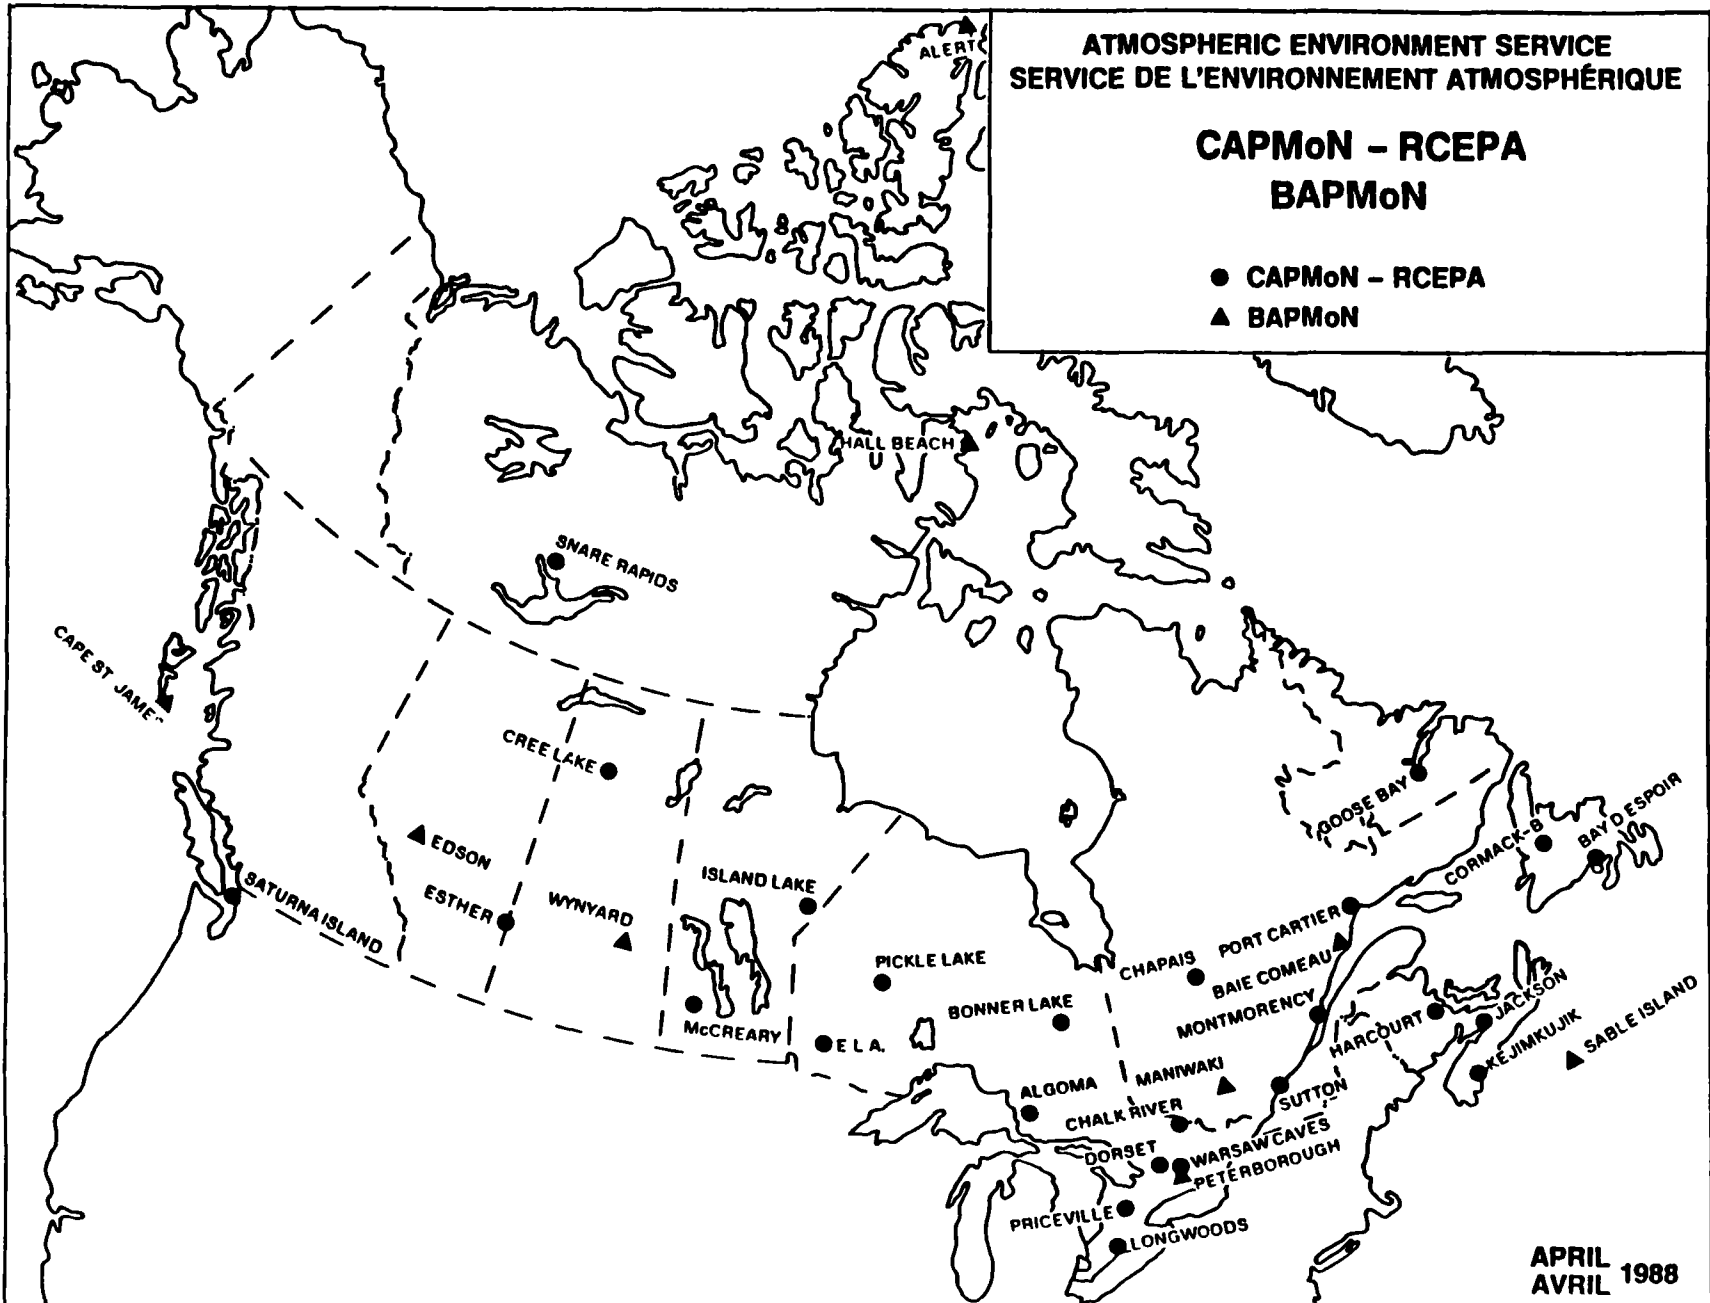 ALERT
ATMOSPHERIC ENVIRONMENT SERVICE
SERVICE DE L'ENVIRONNEMENT ATMOSPHÉRIQUE
CAPMoN – RCEPA
BAPMoN
● CAPMoN – RCEPA
▲ BAPMoN
HALL BEACH
SNARE RAPIDS
CAPE ST JAMES
CREE LAKE
GOOSE BAY
EDSON
CORMACK-B
BAY D ESPOIR
SATURNA ISLAND
ESTHER
WYNYARD
ISLAND LAKE
PORT CARTIER
PICKLE LAKE
CHAPAIS
BAIE COMEAU
McCREARY
BONNER LAKE
MONTMORENCY
HARCOURT
JACKSON
E L A.
KEJIMKUJIK
SABLE ISLAND
ALGOMA
MANIWAKI
SUTTON
CHALK RIVER
DORSET
WARSAW CAVES
PETERBOROUGH
PRICEVILLE
LONGWOODS
APRIL
AVRIL 1988